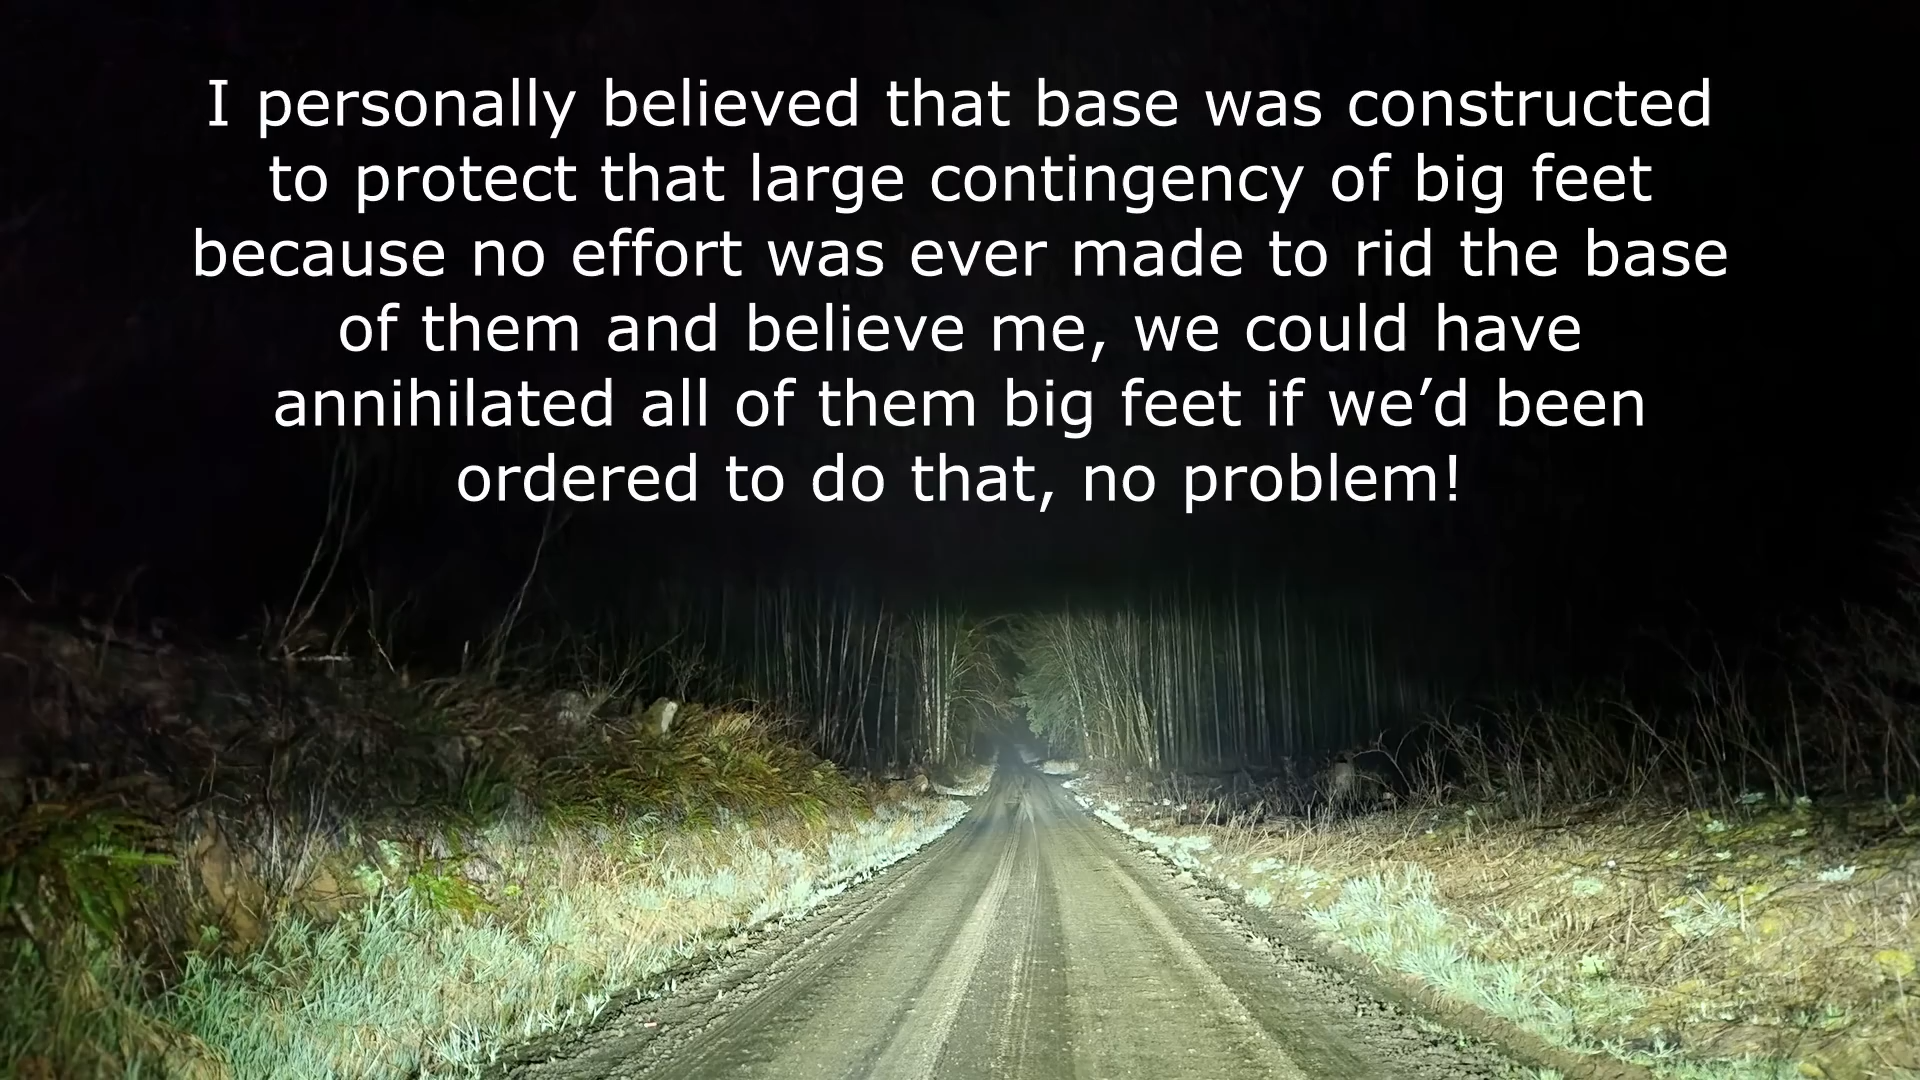 I personally believed that base was constructed
to protect that large contingency of big feet
because no effort was ever made to rid the base
of them and believe me, we could have
annihilated all of them big feet if we’d been
ordered to do that, no problem!